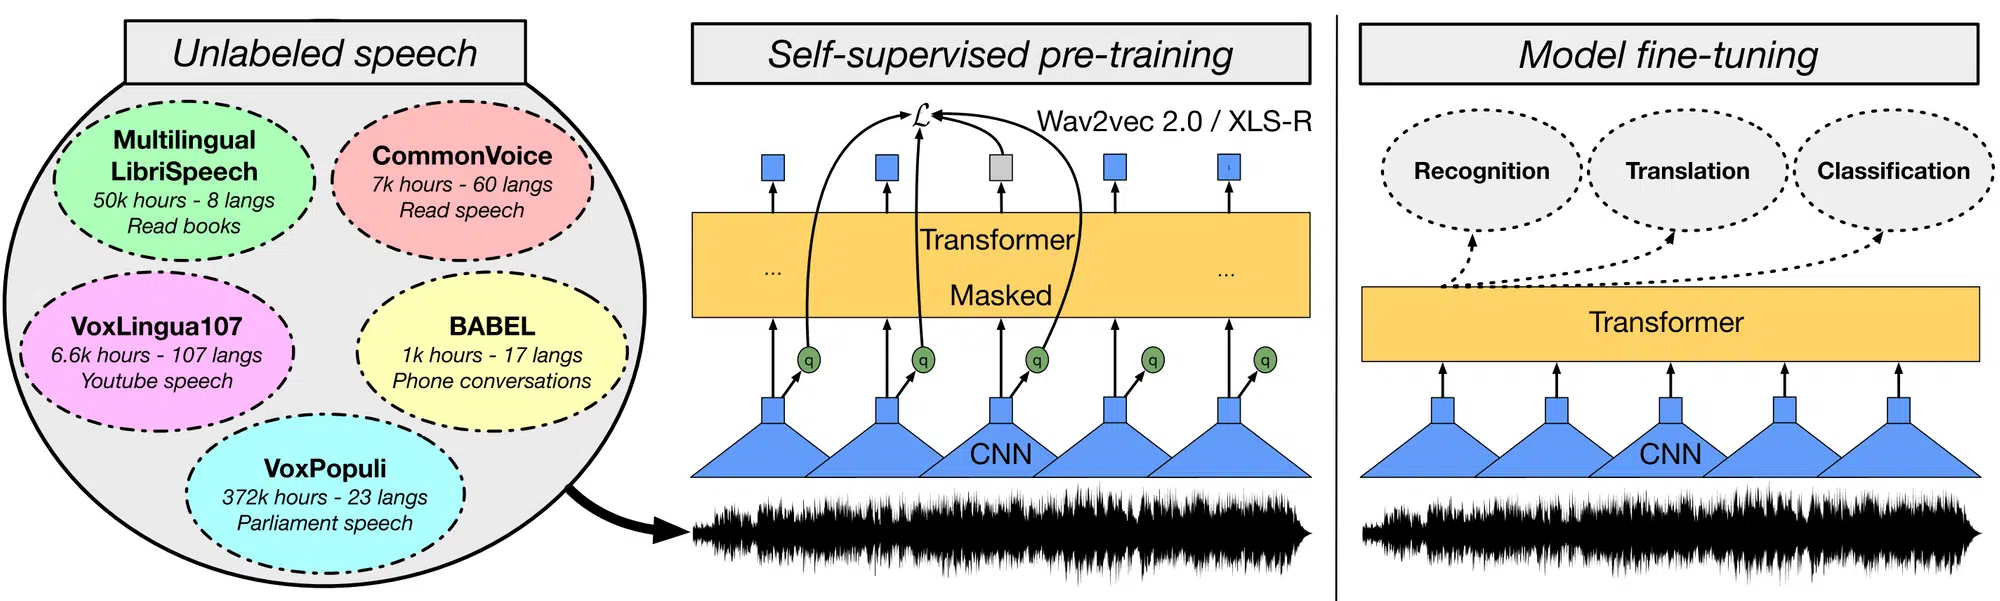 Unlabeled speech
Multilingual
LibriSpeech
50k hours - 8 langs
Read books
CommonVoice
7k hours - 60 langs
Read speech
VoxLingua107
6.6k hours - 107 langs
Youtube speech
BABEL
1k hours - 17 langs
Phone conversations
VoxPopuli
372k hours - 23 langs
Parliament speech
Self-supervised pre-training
ℒ
Wav2vec 2.0 / XLS-R
Transformer
... ...
Masked
q q q q q
CNN
Model fine-tuning
Recognition Translation Classification
Transformer
CNN